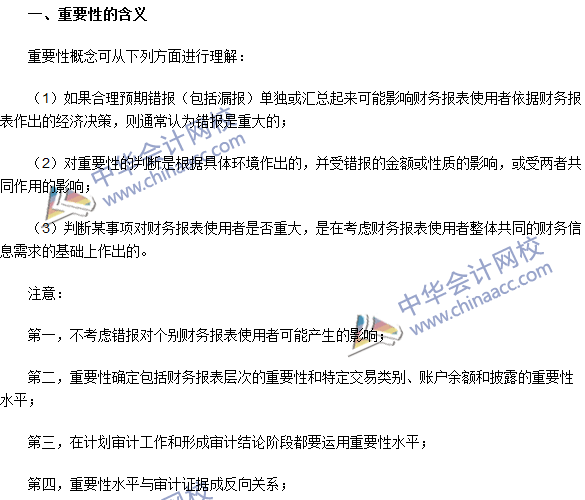 一、重要性的含义
重要性概念可从下列方面进行理解：
（1）如果合理预期错报（包括漏报）单独或汇总起来可能影响财务报表使用者依据财务报
表作出的经济决策，则通常认为错报是重大的；
（2）对重要性的判断是根据具体环境作出的，并受错报的金额或性质的影响，或受两者共
同作用的影响；
（3）判断某事项对财务报表使用者是否重大，是在考虑财务报表使用者整体共同的财务信
息需求的基础上作出的。
注意：
第一，不考虑错报对个别财务报表使用者可能产生的影响；
第二，重要性确定包括财务报表层次的重要性和特定交易类别、账户余额和披露的重要性
水平；
第三，在计划审计工作和形成审计结论阶段都要运用重要性水平；
第四，重要性水平与审计证据成反向关系；
中华会计网校
www.chinaacc.com
中华会计网校
www.chinaacc.com